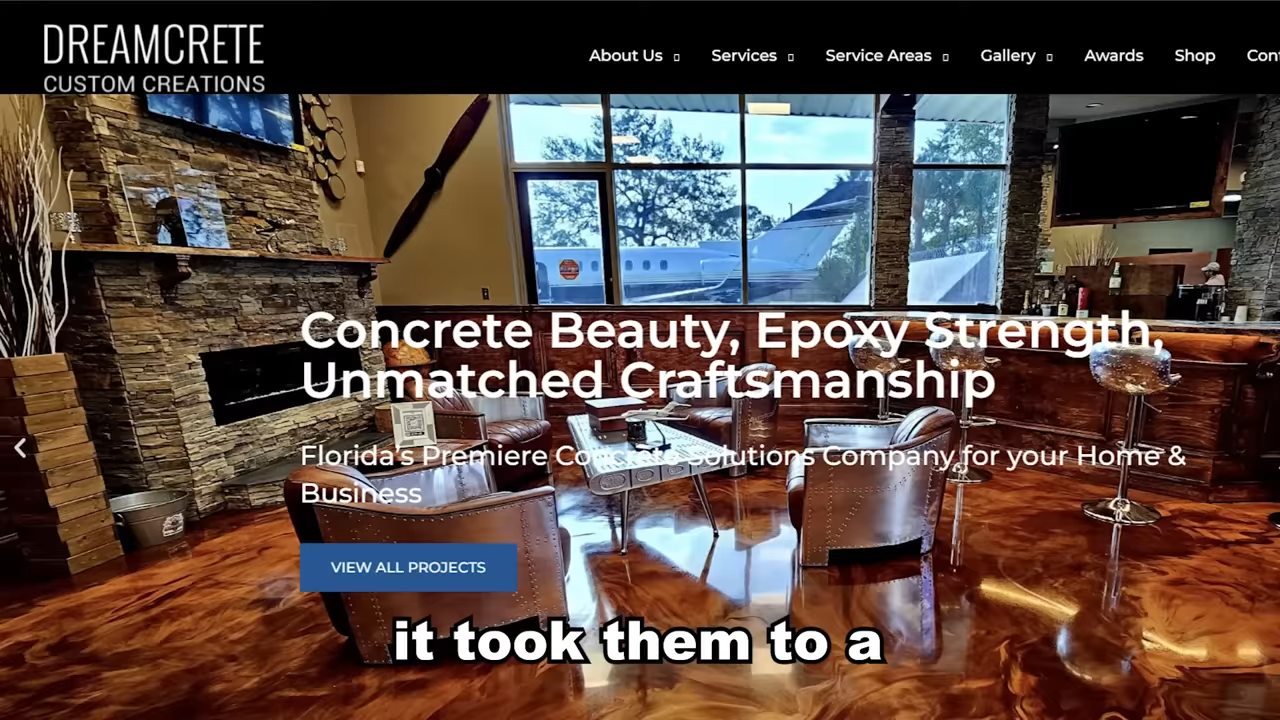 DREAMCRETE
CUSTOM CREATIONS
About Us Services Service Areas Gallery Awards Shop
Concrete Beauty, Epoxy Strength,
Unmatched Craftsmanship
Florida's Premiere Concrete Solutions Company for your Home &
Business
VIEW ALL PROJECTS
it took them to a